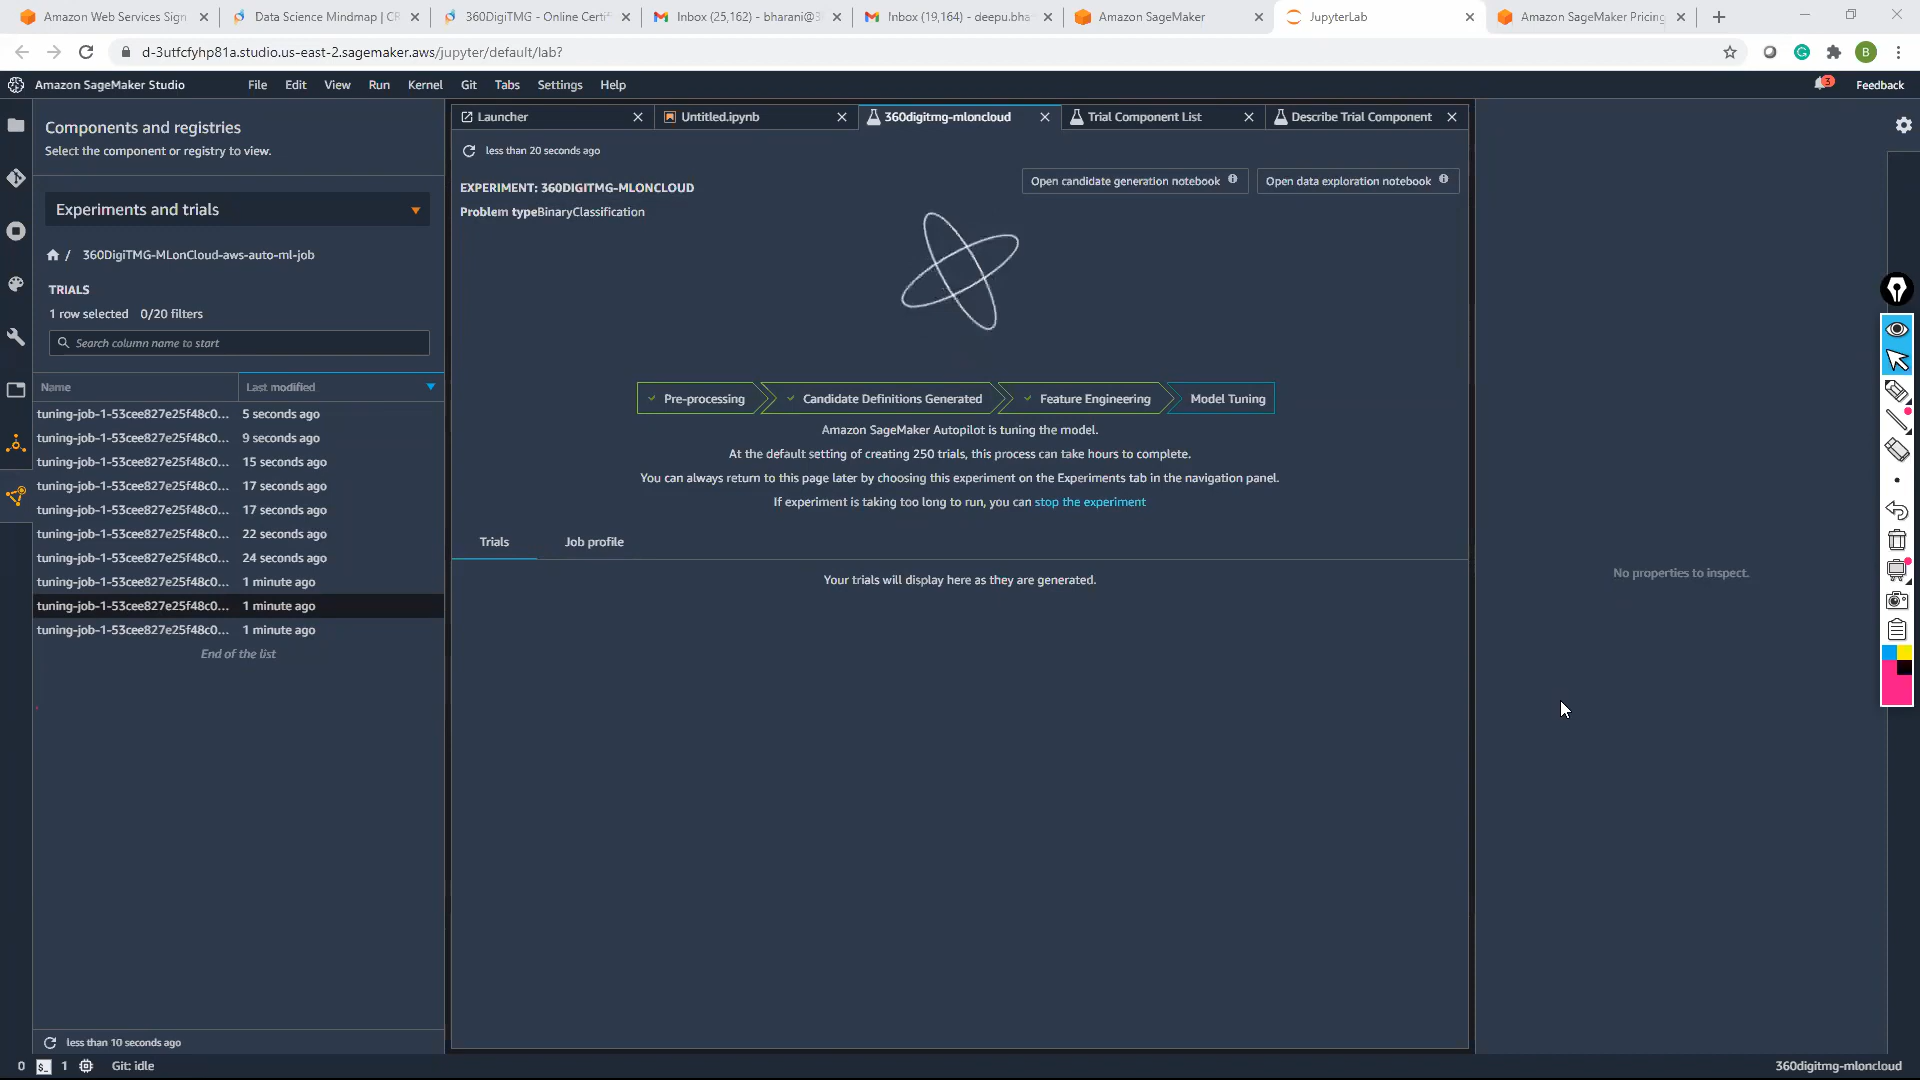 Amazon Web Services Sign
Data Science Mindmap | CR
360DigiTMG - Online Certif
Inbox (25,162) - bharani@3
Inbox (19,164) - deepu.bha
Amazon SageMaker
JupyterLab
Amazon SageMaker Pricing
d-3utfcfyhp81a.studio.us-east-2.sagemaker.aws/jupyter/default/lab?
B
Amazon SageMaker Studio
File
Edit
View
Run
Kernel
Git
Tabs
Settings
Help
3
Feedback
Components and registries
Select the component or registry to view.
Experiments and trials
/ 360DigiTMG-MLonCloud-aws-auto-ml-job
TRIALS
1 row selected 0/20 filters
Search column name to start
Name Last modified
tuning-job-1-53cee827e25f48c0... 5 seconds ago
tuning-job-1-53cee827e25f48c0... 9 seconds ago
tuning-job-1-53cee827e25f48c0... 15 seconds ago
tuning-job-1-53cee827e25f48c0... 17 seconds ago
tuning-job-1-53cee827e25f48c0... 17 seconds ago
tuning-job-1-53cee827e25f48c0... 22 seconds ago
tuning-job-1-53cee827e25f48c0... 24 seconds ago
tuning-job-1-53cee827e25f48c0... 1 minute ago
tuning-job-1-53cee827e25f48c0... 1 minute ago
tuning-job-1-53cee827e25f48c0... 1 minute ago
End of the list
less than 10 seconds ago
Launcher
Untitled.ipynb
360digitmg-mloncloud
Trial Component List
Describe Trial Component
less than 20 seconds ago
EXPERIMENT: 360DIGITMG-MLONCLOUD
Open candidate generation notebook
Open data exploration notebook
Problem typeBinaryClassification
Pre-processing
Candidate Definitions Generated
Feature Engineering
Model Tuning
Amazon SageMaker Autopilot is tuning the model.
At the default setting of creating 250 trials, this process can take hours to complete.
You can always return to this page later by choosing this experiment on the Experiments tab in the navigation panel.
If experiment is taking too long to run, you can stop the experiment
Trials
Job profile
Your trials will display here as they are generated.
No properties to inspect.
0
$_
1
Git: idle
360digitmg-mloncloud